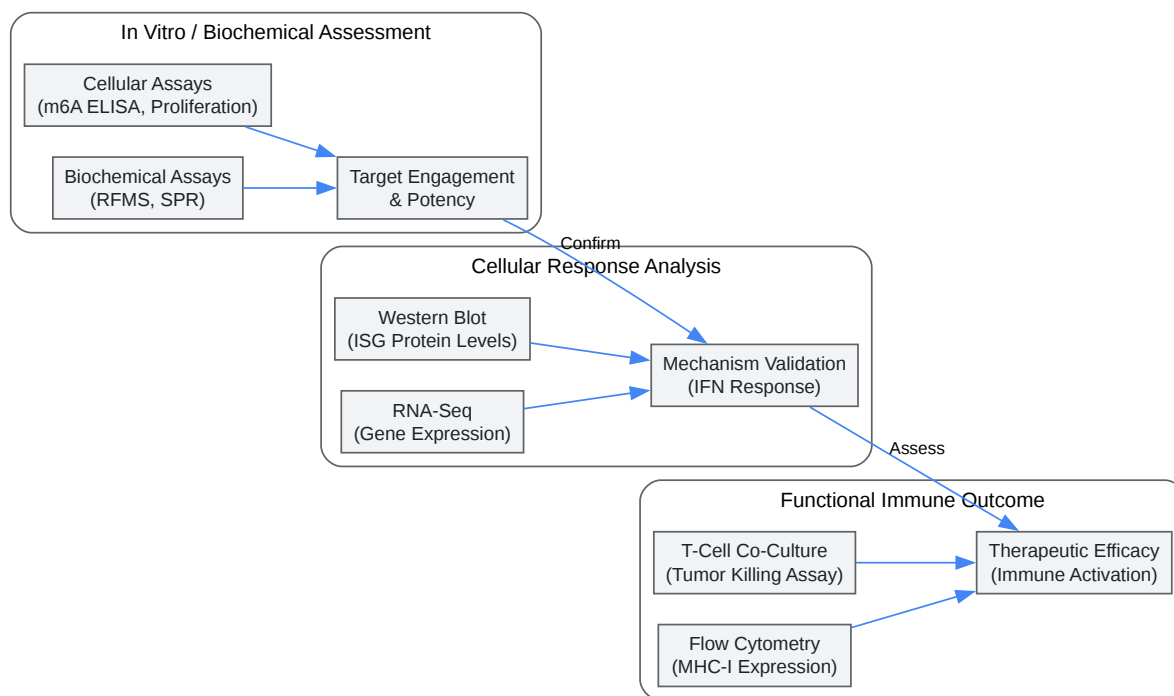 In Vitro / Biochemical Assessment
Cellular Assays
(m6A ELISA, Proliferation)
Biochemical Assays
(RFMS, SPR)
Target Engagement
& Potency
Confirm
Cellular Response Analysis
Western Blot
(ISG Protein Levels)
Mechanism Validation
(IFN Response)
RNA-Seq
(Gene Expression)
Assess
Functional Immune Outcome
T-Cell Co-Culture
(Tumor Killing Assay)
Therapeutic Efficacy
(Immune Activation)
Flow Cytometry
(MHC-I Expression)